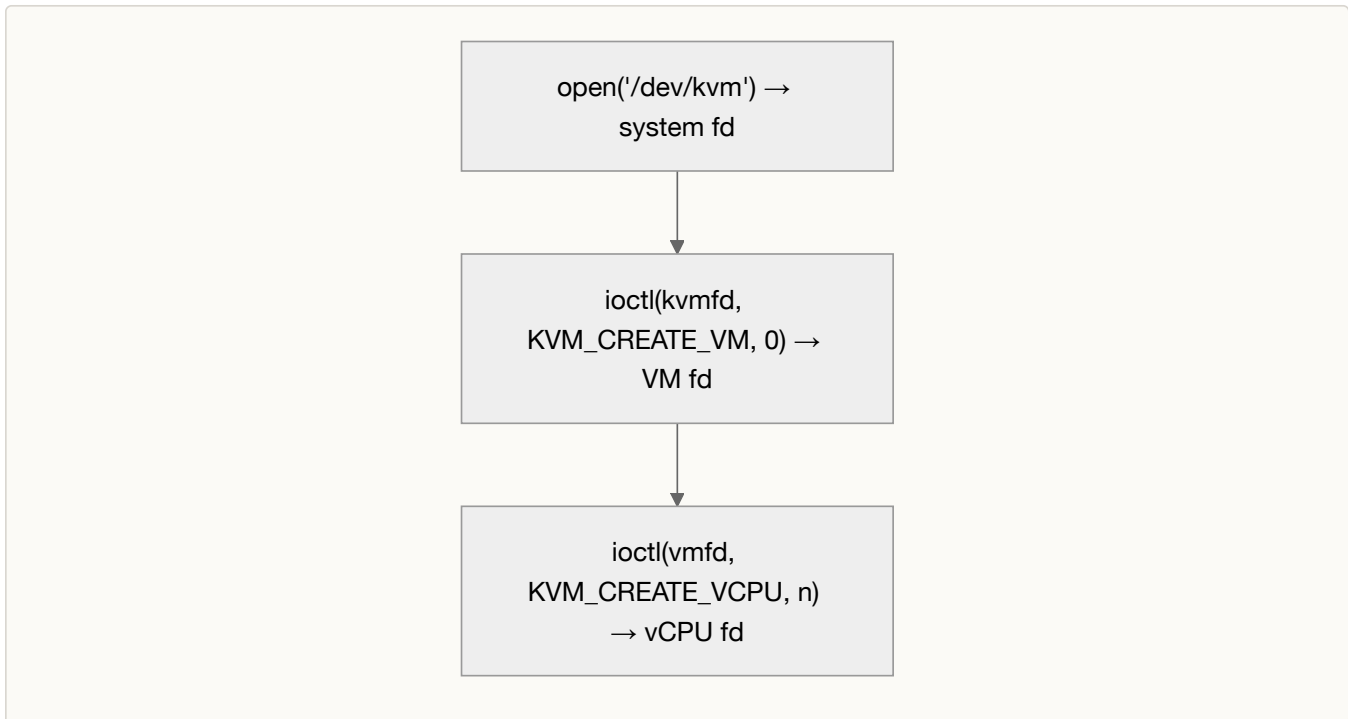 open('/dev/kvm') →
system fd
ioctl(kvmfd,
KVM_CREATE_VM, 0) →
VM fd
ioctl(vmfd,
KVM_CREATE_VCPU, n)
→ vCPU fd